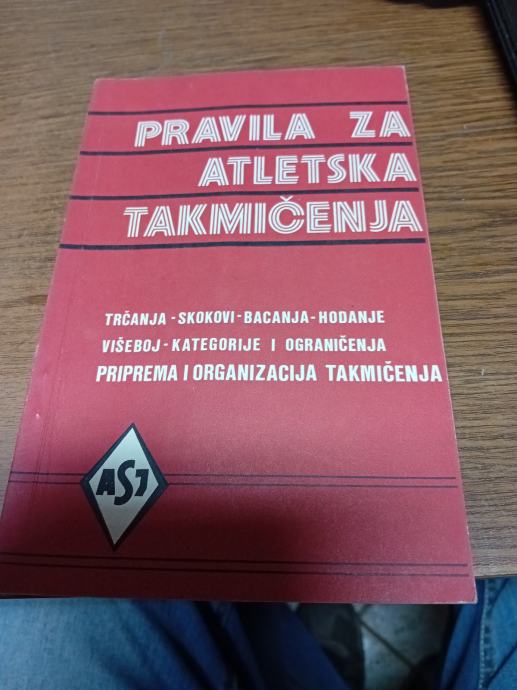 PRAVILA ZA
ATLETSKA
TAKMIČENJA
TRČANJA - SKOKOVI - BACANJA - HODANJE
VIŠEBOJ - KATEGORIJE I OGRANIČENJA
PRIPREMA I ORGANIZACIJA TAKMIČENJA
ASJ